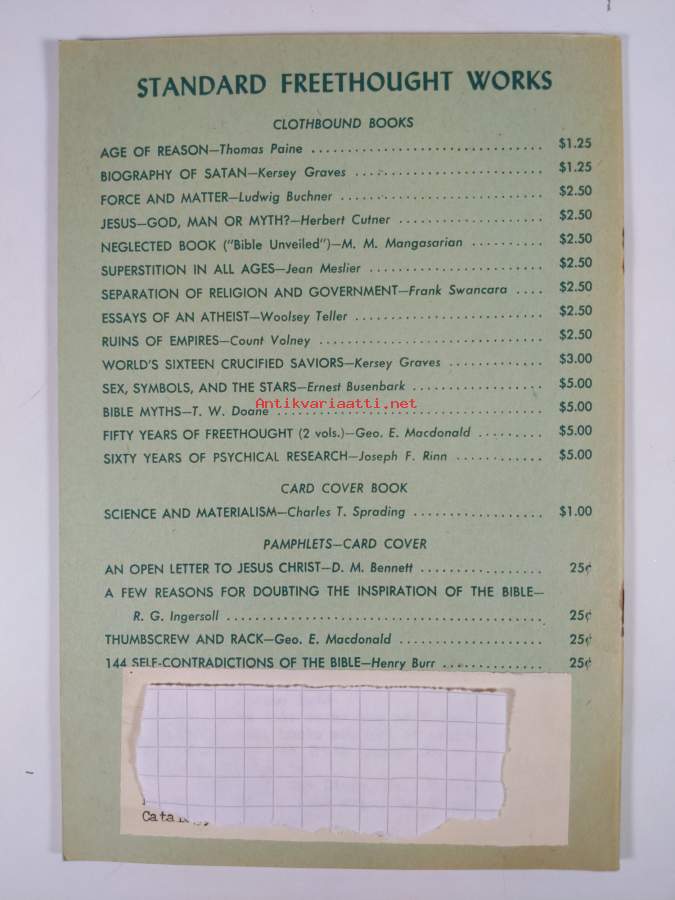 STANDARD FREETHOUGHT WORKS
CLOTHBOUND BOOKS
AGE OF REASON—Thomas Paine ................................ $1.25
BIOGRAPHY OF SATAN—Kersey Graves .......................... $1.25
FORCE AND MATTER—Ludwig Buchner ............................ $2.50
JESUS—GOD, MAN OR MYTH?—Herbert Cutner .................... $2.50
NEGLECTED BOOK ("Bible Unveiled")—M. M. Mangasarian .......... $2.50
SUPERSTITION IN ALL AGES—Jean Meslier ........................ $2.50
SEPARATION OF RELIGION AND GOVERNMENT—Frank Swancara .... $2.50
ESSAYS OF AN ATHEIST—Woolsey Teller .......................... $2.50
RUINS OF EMPIRES—Count Volney ............................... $2.50
WORLD'S SIXTEEN CRUCIFIED SAVIORS—Kersey Graves ............. $3.00
SEX, SYMBOLS, AND THE STARS—Ernest Busenbark .................. $5.00
Antikvariaatti.net
BIBLE MYTHS—T. W. Doane ..................................... $5.00
FIFTY YEARS OF FREETHOUGHT (2 vols.)—Geo. E. Macdonald ......... $5.00
SIXTY YEARS OF PSYCHICAL RESEARCH—Joseph F. Rinn ............ $5.00
CARD COVER BOOK
SCIENCE AND MATERIALISM—Charles T. Sprading .................. $1.00
PAMPHLETS—CARD COVER
AN OPEN LETTER TO JESUS CHRIST—D. M. Bennett ................. 25¢
A FEW REASONS FOR DOUBTING THE INSPIRATION OF THE BIBLE—
R. G. Ingersoll ........................................... 25¢
THUMBSCREW AND RACK—Geo. E. Macdonald .................... 25¢
144 SELF-CONTRADICTIONS OF THE BIBLE—Henry Burr .............. 25¢